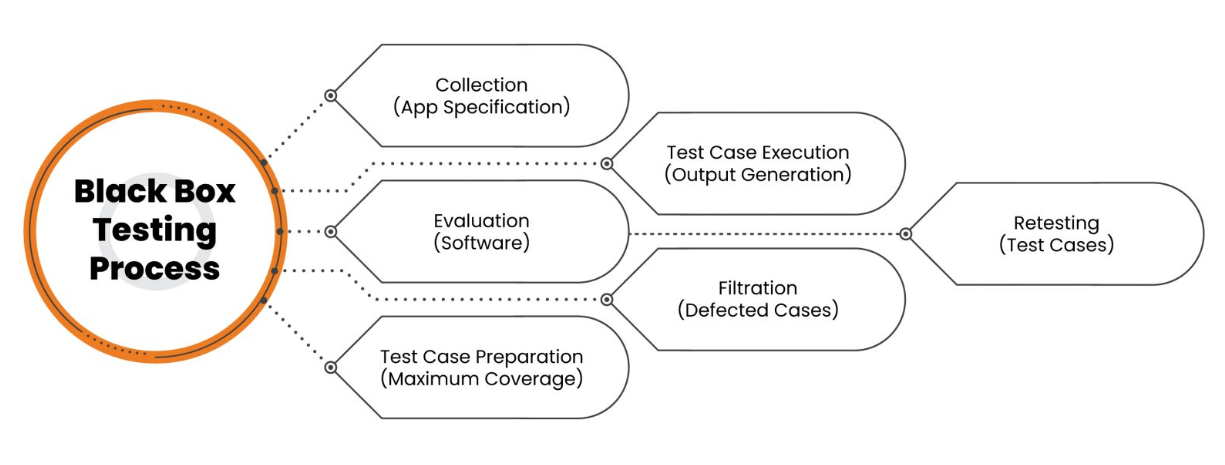 Black Box
Testing
Process
Collection
(App Specification)
Test Case Execution
(Output Generation)
Evaluation
(Software)
Retesting
(Test Cases)
Filtration
(Defected Cases)
Test Case Preparation
(Maximum Coverage)